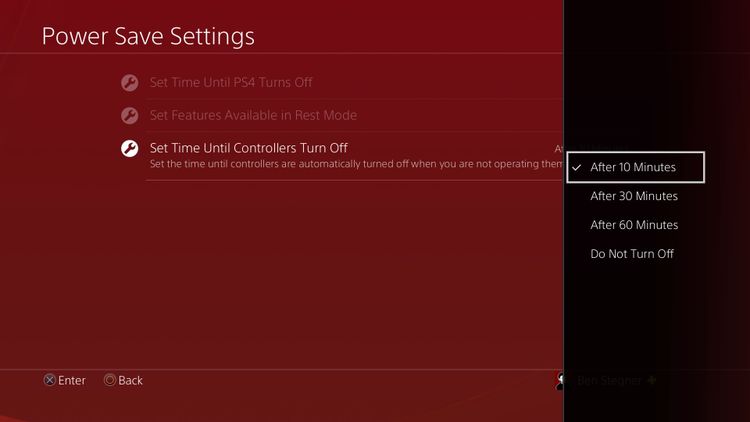 Power Save Settings
Set Time Until PS4 Turns Off
Set Features Available in Rest Mode
Set Time Until Controllers Turn Off
Set the time until controllers are automatically turned off when you are not operating them
After 10 Minutes
After 30 Minutes
After 60 Minutes
Do Not Turn Off
Enter
Back
Ben Stegner